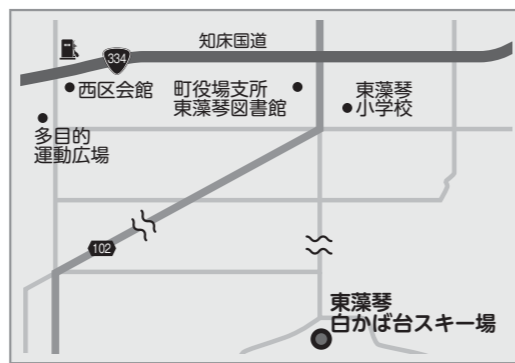 知床国道
334
西区会館
町役場支所
東藻琴図書館
東藻琴
小学校
多目的
運動広場
102
東藻琴
白かば台スキー場